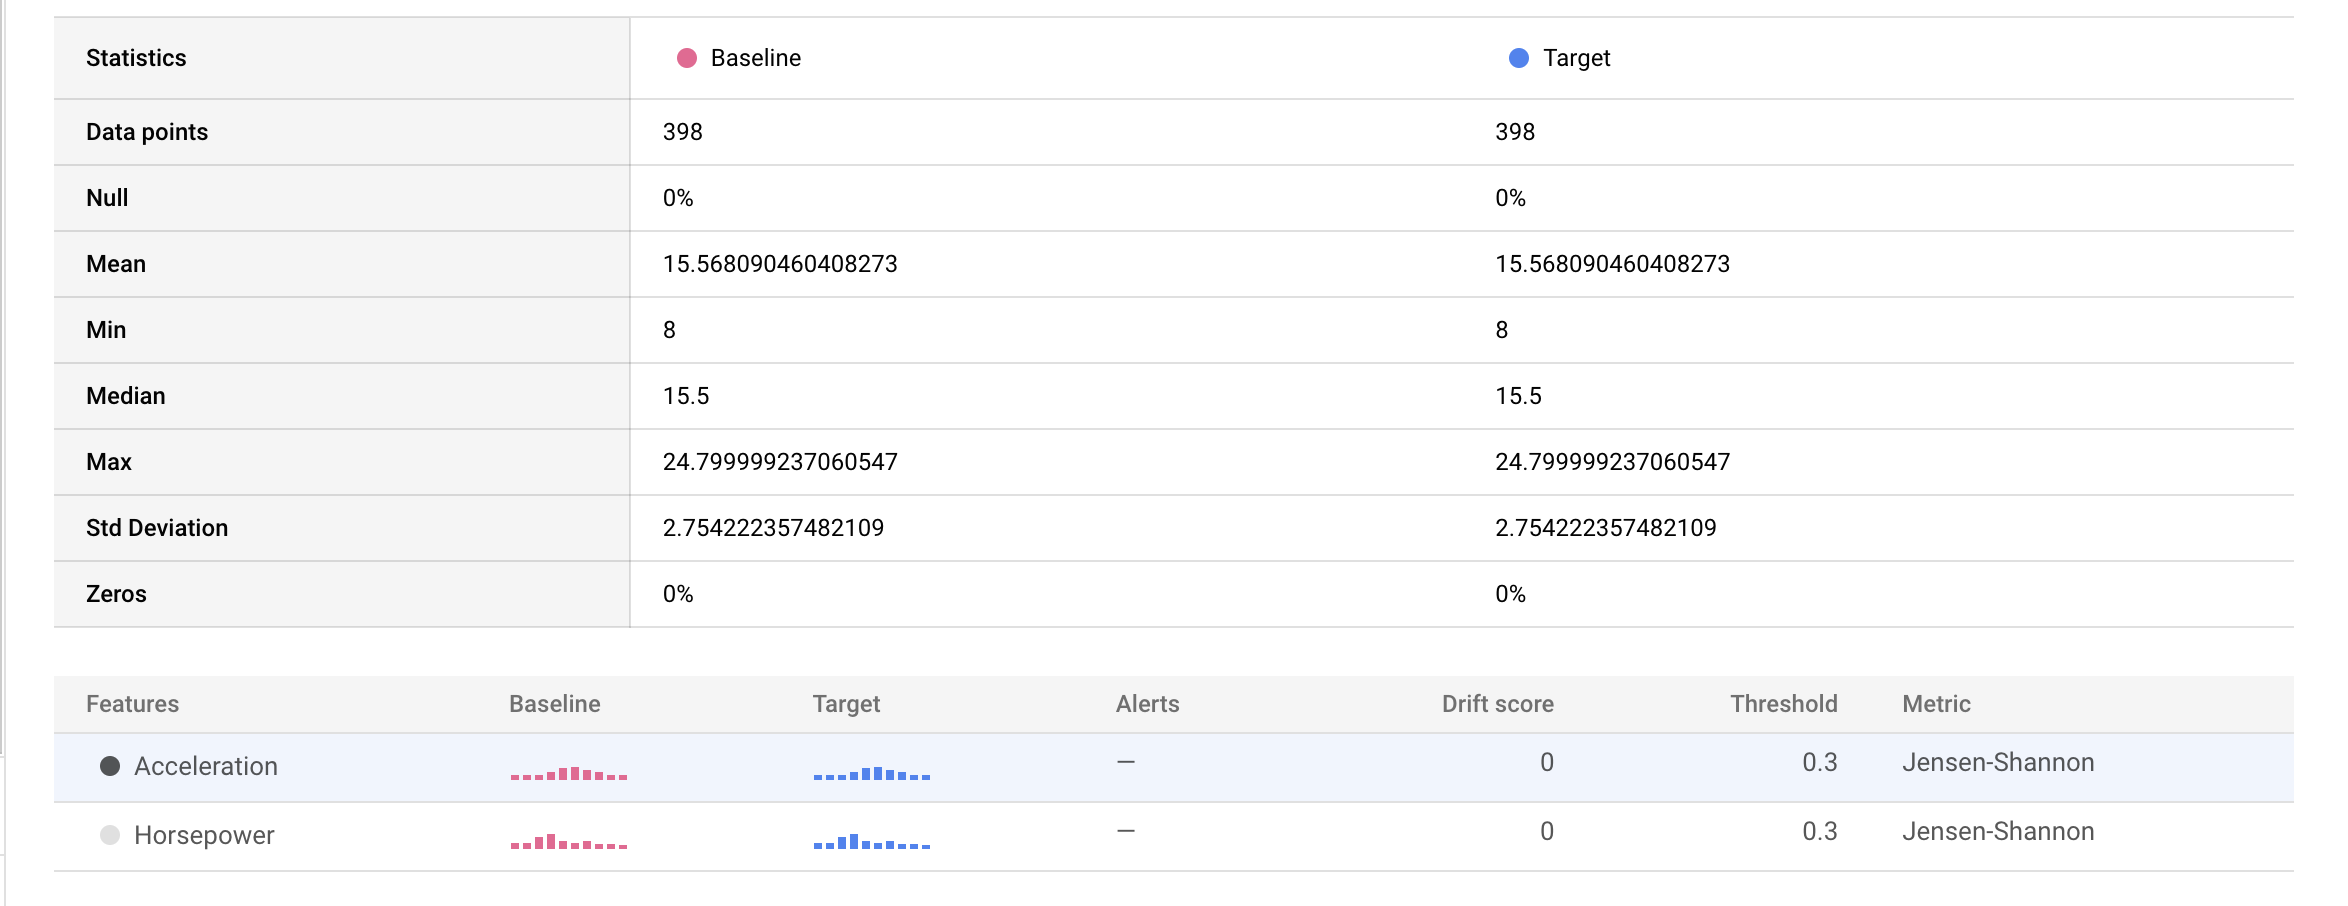 Statistics Baseline Target
Data points 398 398
Null 0% 0%
Mean 15.568090460408273 15.568090460408273
Min 8 8
Median 15.5 15.5
Max 24.799999237060547 24.799999237060547
Std Deviation 2.754222357482109 2.754222357482109
Zeros 0% 0%
Features Baseline Target Alerts Drift score Threshold Metric
Acceleration — 0 0.3 Jensen-Shannon
Horsepower — 0 0.3 Jensen-Shannon